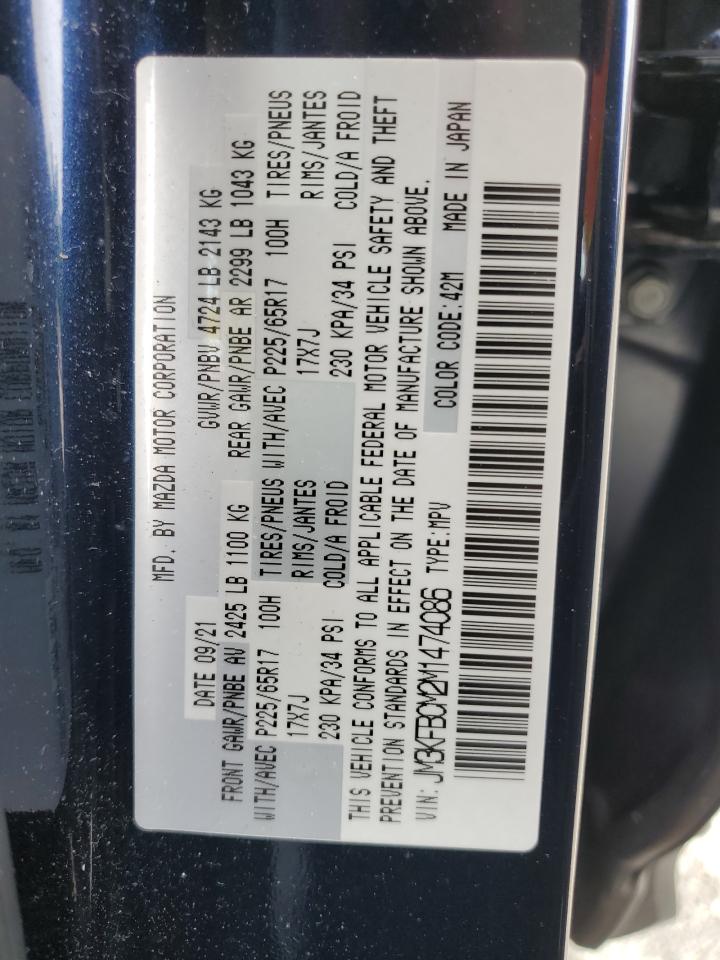 MFD. BY MAZDA MOTOR CORPORATION
DATE 09/21 GVWR/PNBV 4724 LB 2143 KG
FRONT GAWR/PNBE AV 2425 LB 1100 KG REAR GAWR/PNBE AR 2299 LB 1043 KG
WITH/AVEC P225/65R17 100H TIRES/PNEUS WITH/AVEC P225/65R17 100H TIRES/PNEUS
17X7J RIMS/JANTES 17X7J RIMS/JANTES
230 KPA/34 PSI COLD/A FROID 230 KPA/34 PSI COLD/A FROID
THIS VEHICLE CONFORMS TO ALL APPLICABLE FEDERAL MOTOR VEHICLE SAFETY AND THEFT
PREVENTION STANDARDS IN EFFECT ON THE DATE OF MANUFACTURE SHOWN ABOVE.
VIN: JM3KFBCM2M1474086 TYPE:MPV COLOR CODE:42M MADE IN JAPAN